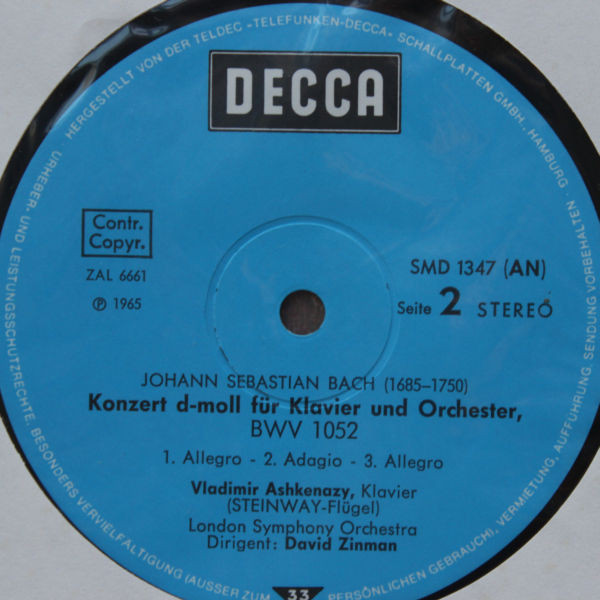 URHEBER- UND LEISTUNGSSCHUTZRECHTE, BESONDERS VERVIELFÄLTIGUNG (AUSSER ZUM PERSÖNLICHEN GEBRAUCH), VERMIETUNG, AUFFÜHRUNG, SENDUNG VORBEHALTEN · HERGESTELLT VON DER TELDEC »TELEFUNKEN-DECCA« SCHALLPLATTEN GMBH., HAMBURG ·
DECCA
Contr.
Copyr.
ZAL 6661
Ⓟ 1965
SMD 1347 (AN)
Seite 2 STEREO
JOHANN SEBASTIAN BACH (1685–1750)
Konzert d-moll für Klavier und Orchester,
BWV 1052
1. Allegro - 2. Adagio - 3. Allegro
Vladimir Ashkenazy, Klavier
(STEINWAY-Flügel)
London Symphony Orchestra
Dirigent: David Zinman
33